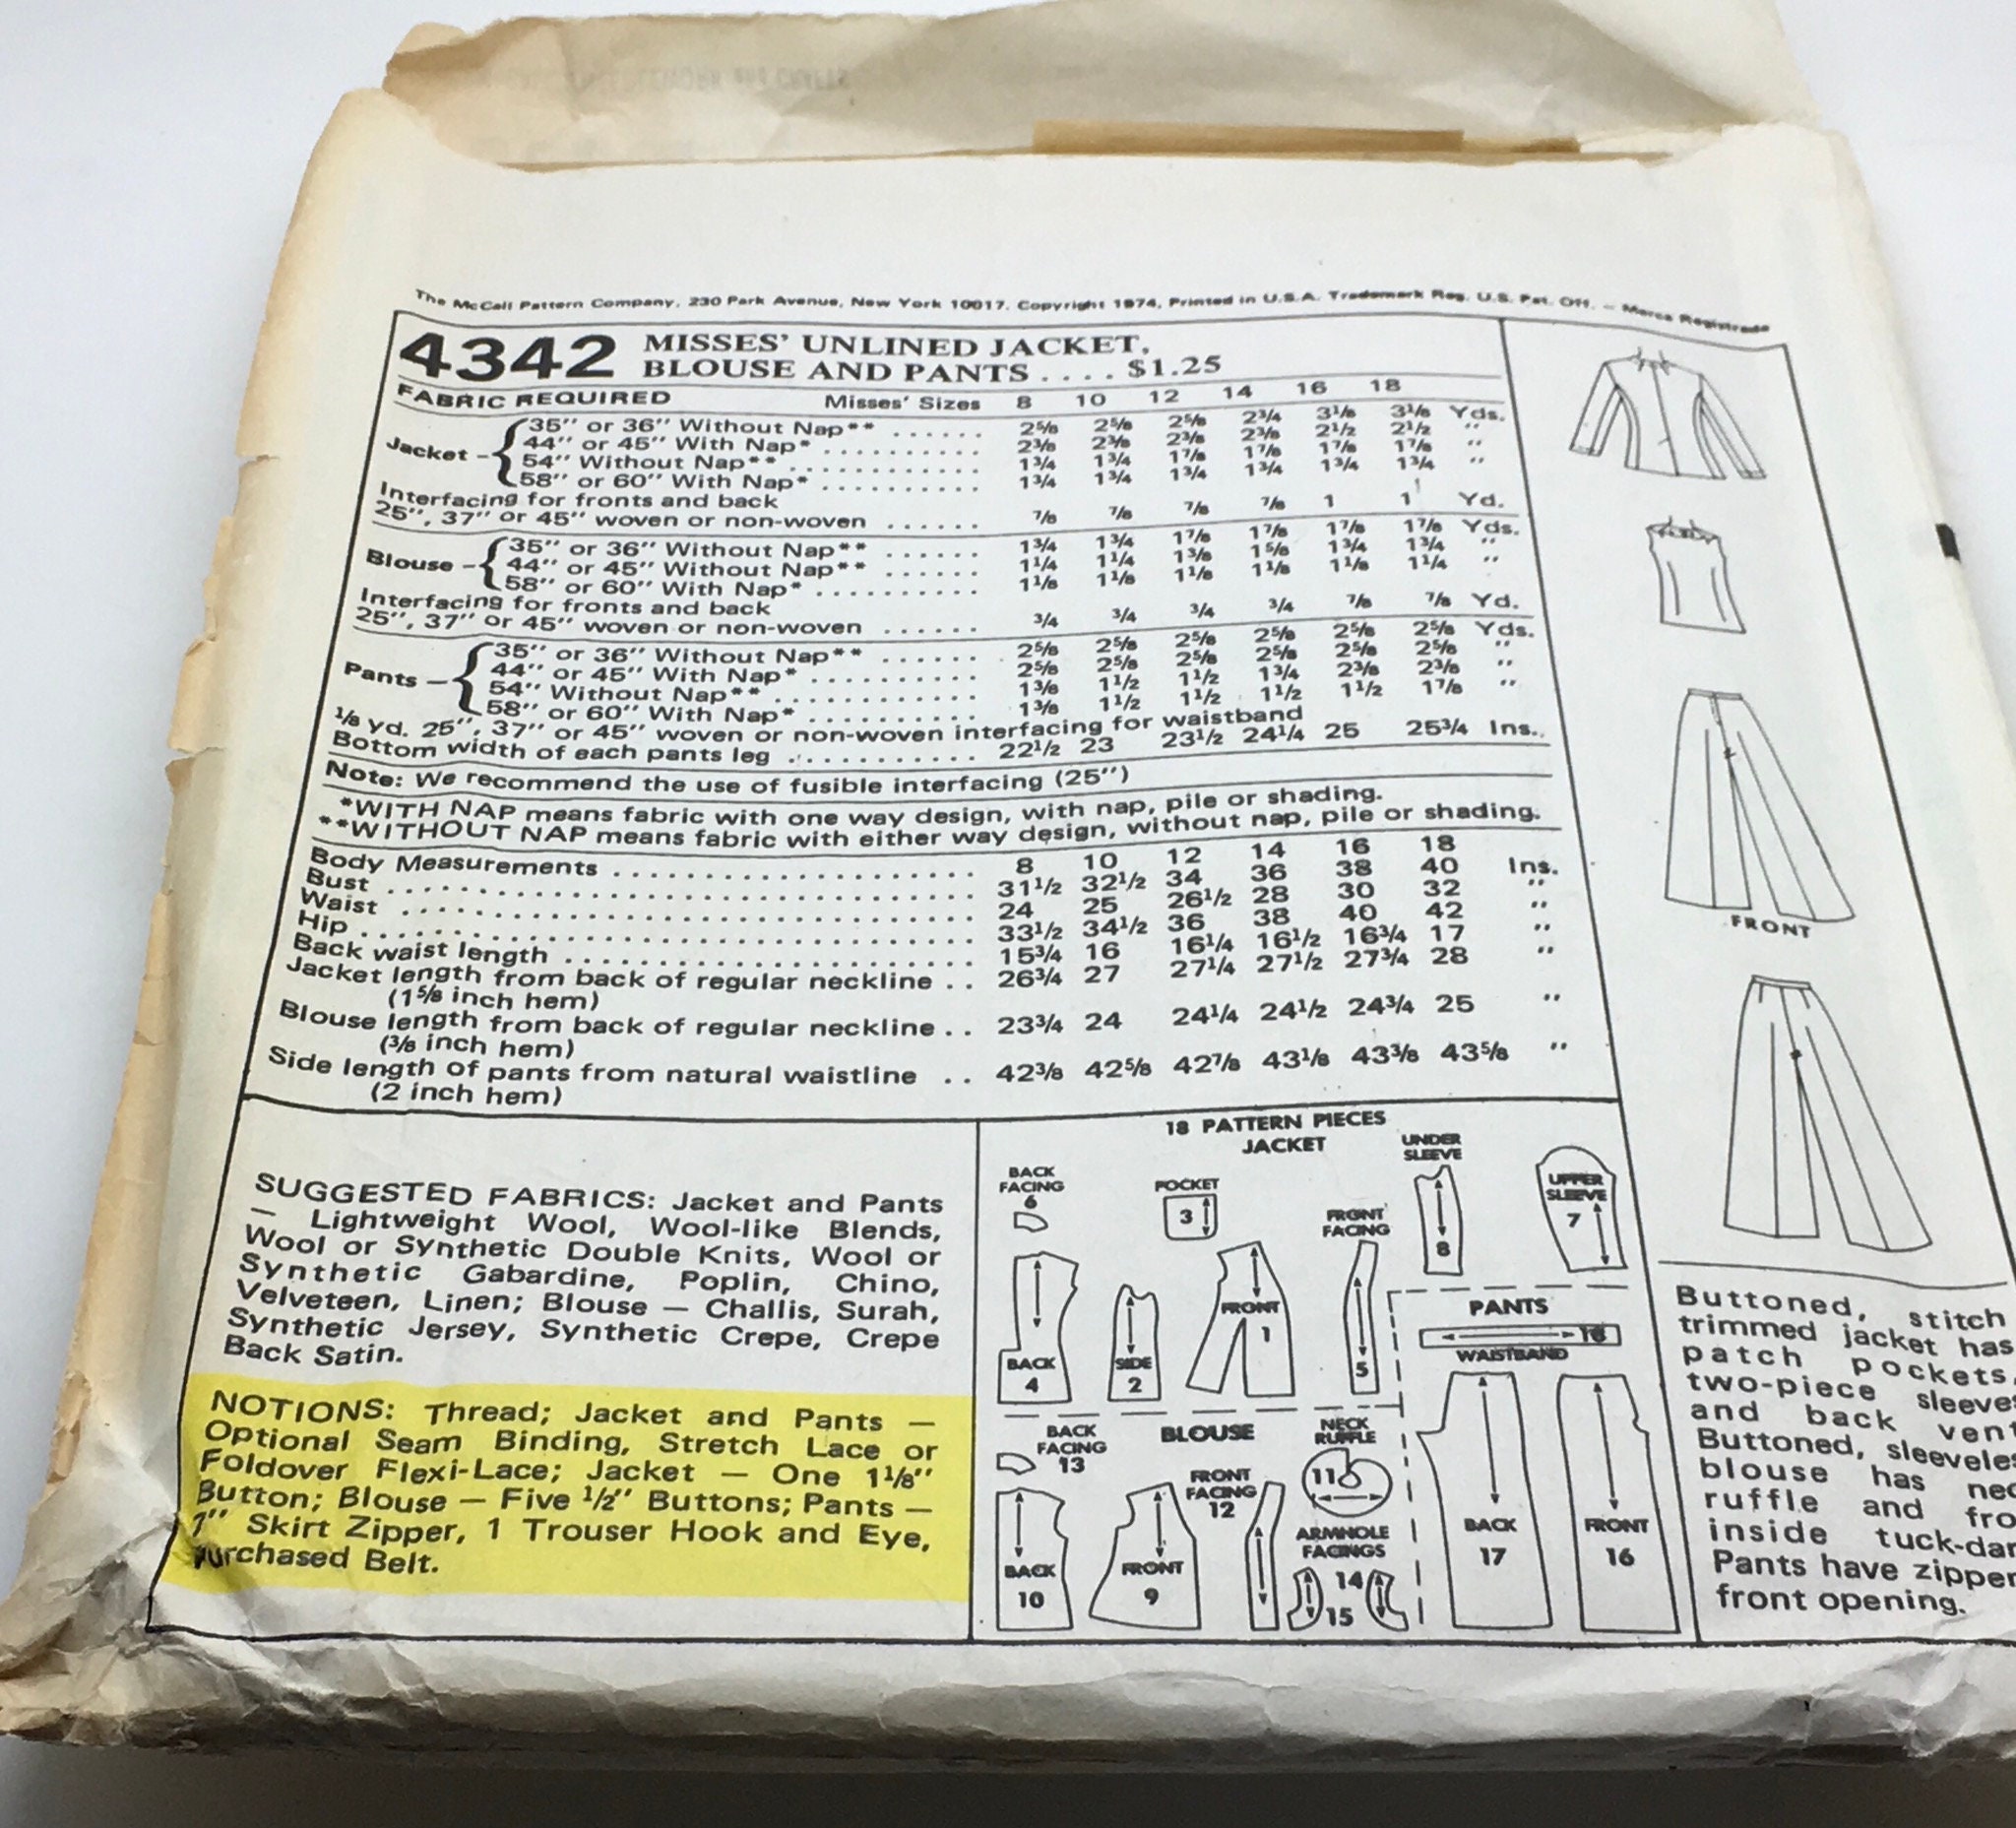 The McCall Pattern Company, 230 Park Avenue, New York 10017. Copyright 1974, Printed in U.S.A. Trademark Reg. U.S. Pat. Off. – Marca Registrada
4342 MISSES' UNLINED JACKET,
BLOUSE AND PANTS .... $1.25
FABRIC REQUIRED Misses' Sizes 8 10 12 14 16 18
Jacket – 35" or 36" Without Nap** ...... 2⅝ 2⅝ 2⅝ 2¾ 3⅛ 3⅛ Yds.
44" or 45" With Nap* .......... 2⅜ 2⅜ 2⅜ 2⅜ 2½ 2½ "
54" Without Nap** ............ 1¾ 1¾ 1⅞ 1⅞ 1⅞ 1⅞ "
58" or 60" With Nap* .......... 1¾ 1¾ 1¾ 1¾ 1¾ 1¾ "
Interfacing for fronts and back
25", 37" or 45" woven or non-woven ...... ⅞ ⅞ ⅞ ⅞ 1 1 Yd.
Blouse – 35" or 36" Without Nap** ...... 1¾ 1¾ 1⅞ 1⅞ 1⅞ 1⅞ Yds.
44" or 45" Without Nap** ...... 1¼ 1¼ 1⅜ 1⅝ 1¾ 1¾ "
58" or 60" With Nap* .......... 1⅛ 1⅛ 1⅛ 1⅛ 1⅛ 1¼ "
Interfacing for fronts and back
25", 37" or 45" woven or non-woven ...... ¾ ¾ ¾ ¾ ⅞ ⅞ Yd.
Pants – 35" or 36" Without Nap** ...... 2⅝ 2⅝ 2⅝ 2⅝ 2⅝ 2⅝ Yds.
44" or 45" With Nap* .......... 2⅝ 2⅝ 2⅝ 2⅝ 2⅝ 2⅝ "
54" Without Nap** ............ 1⅜ 1½ 1½ 1¾ 2⅜ 2⅜ "
58" or 60" With Nap* .......... 1⅜ 1½ 1½ 1½ 1½ 1⅞ "
⅛ yd. 25", 37" or 45" woven or non-woven interfacing for waistband
Bottom width of each pants leg ........... 22½ 23 23½ 24¼ 25 25¾ Ins.
Note: We recommend the use of fusible interfacing (25")
*WITH NAP means fabric with one way design, with nap, pile or shading.
**WITHOUT NAP means fabric with either way design, without nap, pile or shading.
Body Measurements .................... 8 10 12 14 16 18
Bust .................................. 31½ 32½ 34 36 38 40 Ins.
Waist ................................. 24 25 26½ 28 30 32 "
Hip ................................... 33½ 34½ 36 38 40 42 "
Back waist length ....................... 15¾ 16 16¼ 16½ 16¾ 17 "
Jacket length from back of regular neckline .. 26¾ 27 27¼ 27½ 27¾ 28 "
(1⅝ inch hem)
Blouse length from back of regular neckline .. 23¾ 24 24¼ 24½ 24¾ 25 "
(⅜ inch hem)
Side length of pants from natural waistline .. 42⅜ 42⅝ 42⅞ 43⅛ 43⅜ 43⅝ "
(2 inch hem)
SUGGESTED FABRICS: Jacket and Pants
– Lightweight Wool, Wool-like Blends,
Wool or Synthetic Double Knits, Wool or
Synthetic Gabardine, Poplin, Chino,
Velveteen, Linen; Blouse – Challis, Surah,
Synthetic Jersey, Synthetic Crepe, Crepe
Back Satin.
NOTIONS: Thread; Jacket and Pants –
Optional Seam Binding, Stretch Lace or
Foldover Flexi-Lace; Jacket – One 1⅛"
Button; Blouse – Five ½" Buttons; Pants –
7" Skirt Zipper, 1 Trouser Hook and Eye,
Purchased Belt.
18 PATTERN PIECES
JACKET
BACK
FACING
6
POCKET
3
FRONT
FACING
5
UNDER
SLEEVE
8
UPPER
SLEEVE
7
BACK
4
SIDE
2
FRONT
1
BLOUSE
BACK
FACING
13
FRONT
FACING
12
NECK
RUFFLE
11
ARMHOLE
FACINGS
14
15
BACK
10
FRONT
9
PANTS
18
WAISTBAND
BACK
17
FRONT
16
FRONT
Buttoned, stitch
trimmed jacket has
patch pockets,
two-piece sleeves
and back vent
Buttoned, sleeveles
blouse has nec
ruffle and fro
inside tuck-dar
Pants have zipper
front opening.